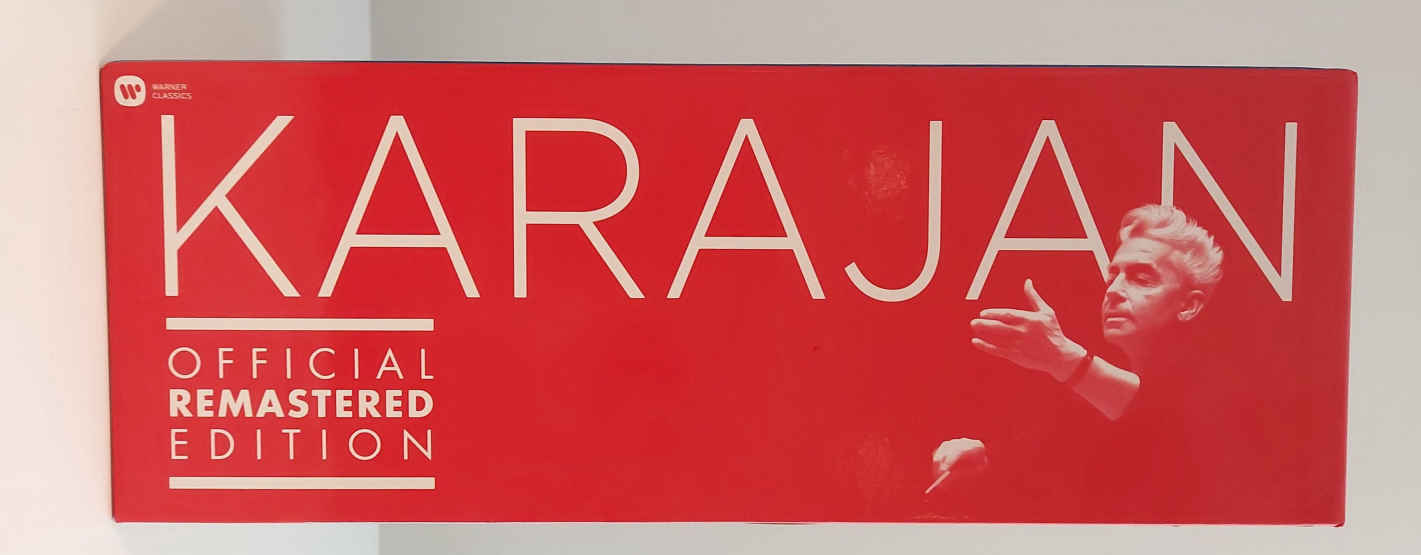 WARNER
CLASSICS
KARAJAN
OFFICIAL
REMASTERED
EDITION